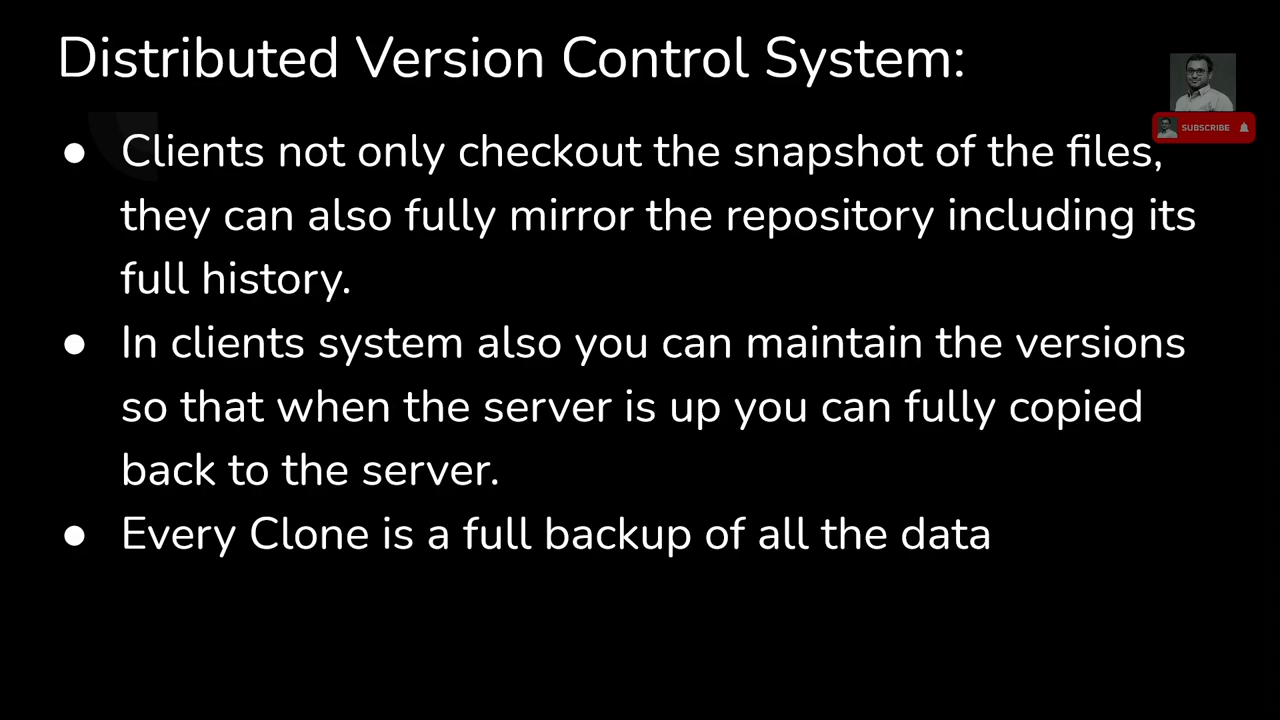 Distributed Version Control System:
SUBSCRIBE
● Clients not only checkout the snapshot of the files,
they can also fully mirror the repository including its
full history.
● In clients system also you can maintain the versions
so that when the server is up you can fully copied
back to the server.
● Every Clone is a full backup of all the data